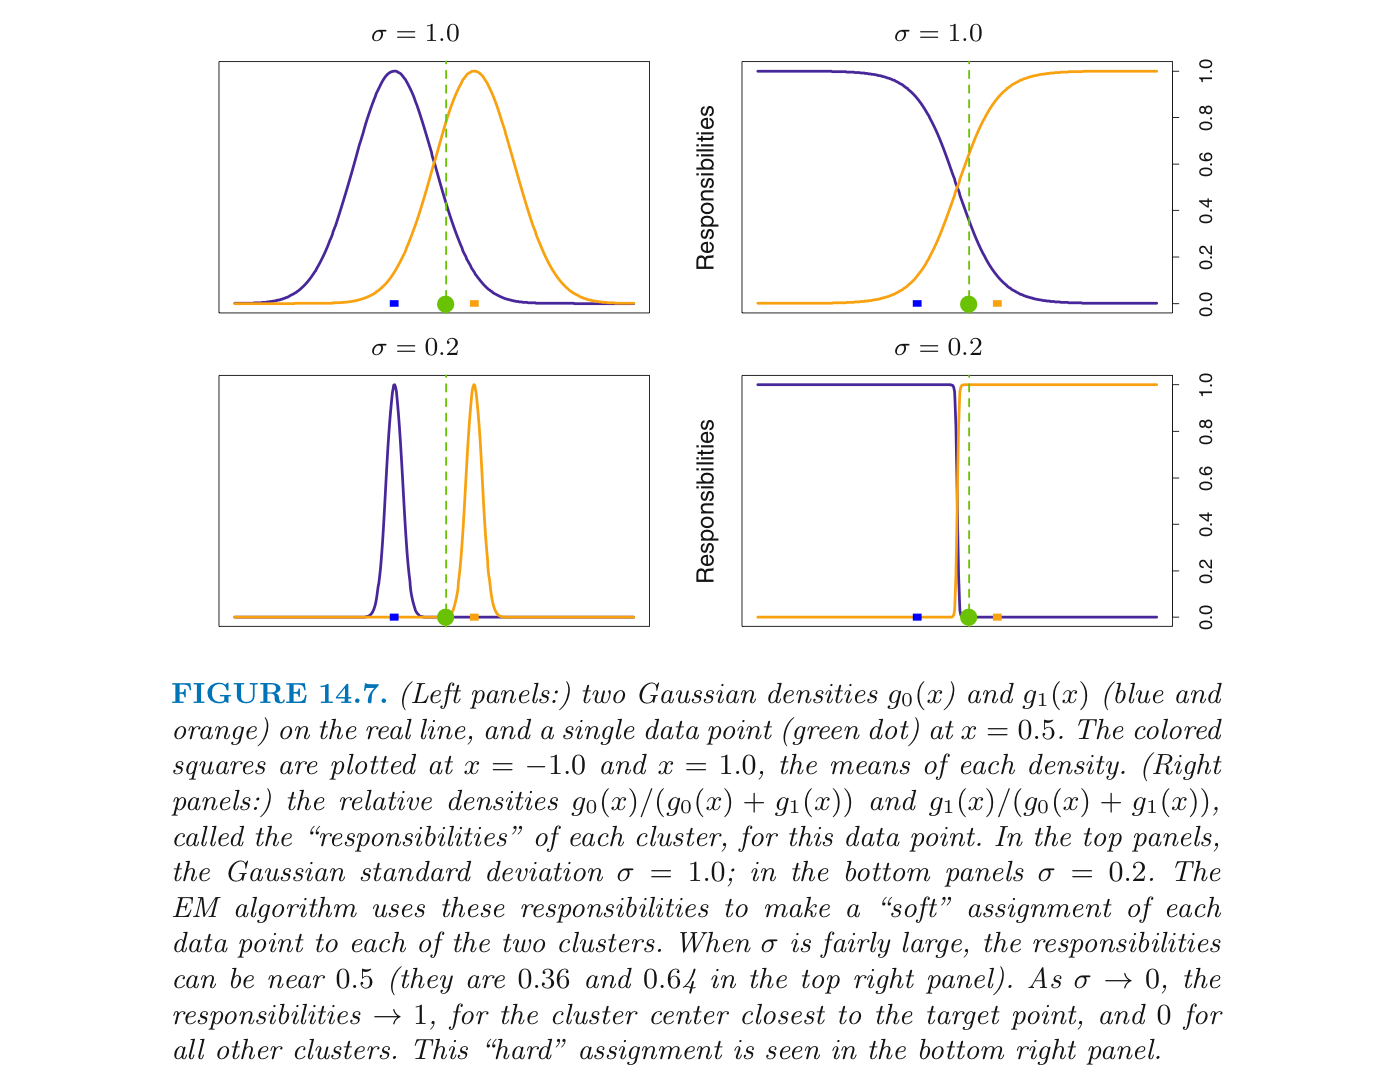 σ = 1.0
σ = 1.0
Responsibilities
0.0 0.2 0.4 0.6 0.8 1.0
σ = 0.2
σ = 0.2
Responsibilities
0.0 0.2 0.4 0.6 0.8 1.0
FIGURE 14.7. (Left panels:) two Gaussian densities g₀(x) and g₁(x) (blue and
orange) on the real line, and a single data point (green dot) at x = 0.5. The colored
squares are plotted at x = −1.0 and x = 1.0, the means of each density. (Right
panels:) the relative densities g₀(x)/(g₀(x) + g₁(x)) and g₁(x)/(g₀(x) + g₁(x)),
called the “responsibilities” of each cluster, for this data point. In the top panels,
the Gaussian standard deviation σ = 1.0; in the bottom panels σ = 0.2. The
EM algorithm uses these responsibilities to make a “soft” assignment of each
data point to each of the two clusters. When σ is fairly large, the responsibilities
can be near 0.5 (they are 0.36 and 0.64 in the top right panel). As σ → 0, the
responsibilities → 1, for the cluster center closest to the target point, and 0 for
all other clusters. This “hard” assignment is seen in the bottom right panel.